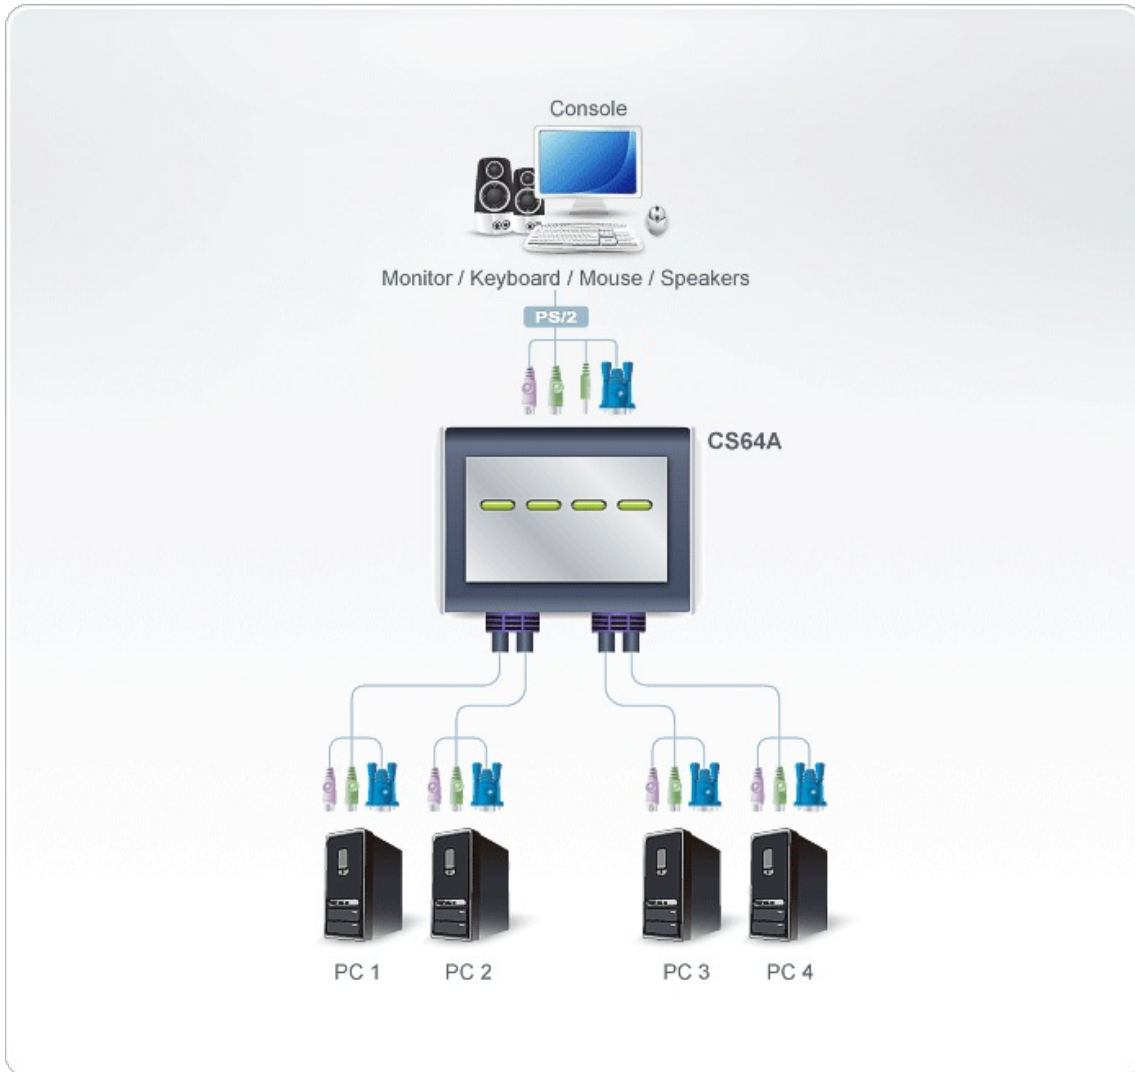 Console
Monitor / Keyboard / Mouse / Speakers
PS/2
CS64A
PC 1
PC 2
PC 3
PC 4